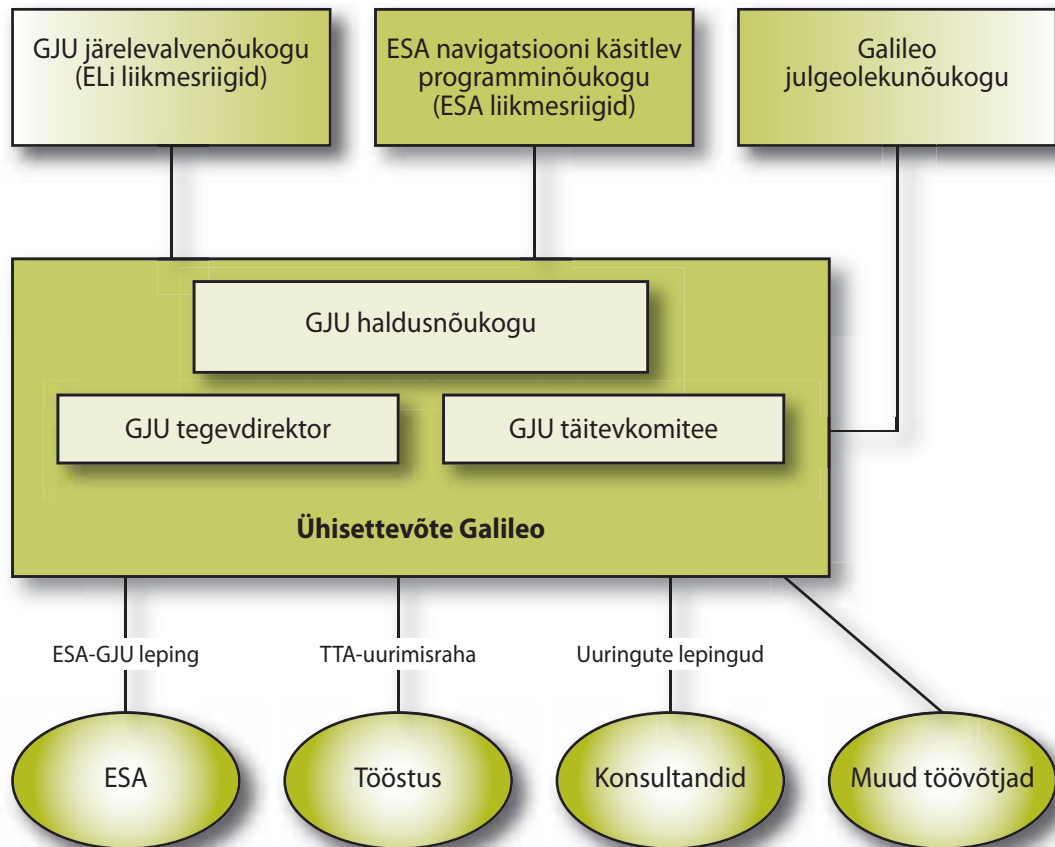 GJU järelevalvenõukogu
(ELi liikmesriigid)
ESA navigatsiooni käsitlev
programminõukogu
(ESA liikmesriigid)
Galileo
julgeolekunõukogu
GJU haldusnõukogu
GJU tegevdirektor
GJU täitevkomitee
Ühisettevõte Galileo
ESA-GJU leping
TTA-uurimisraha
Uuringute lepingud
ESA
Tööstus
Konsultandid
Muud töövõtjad